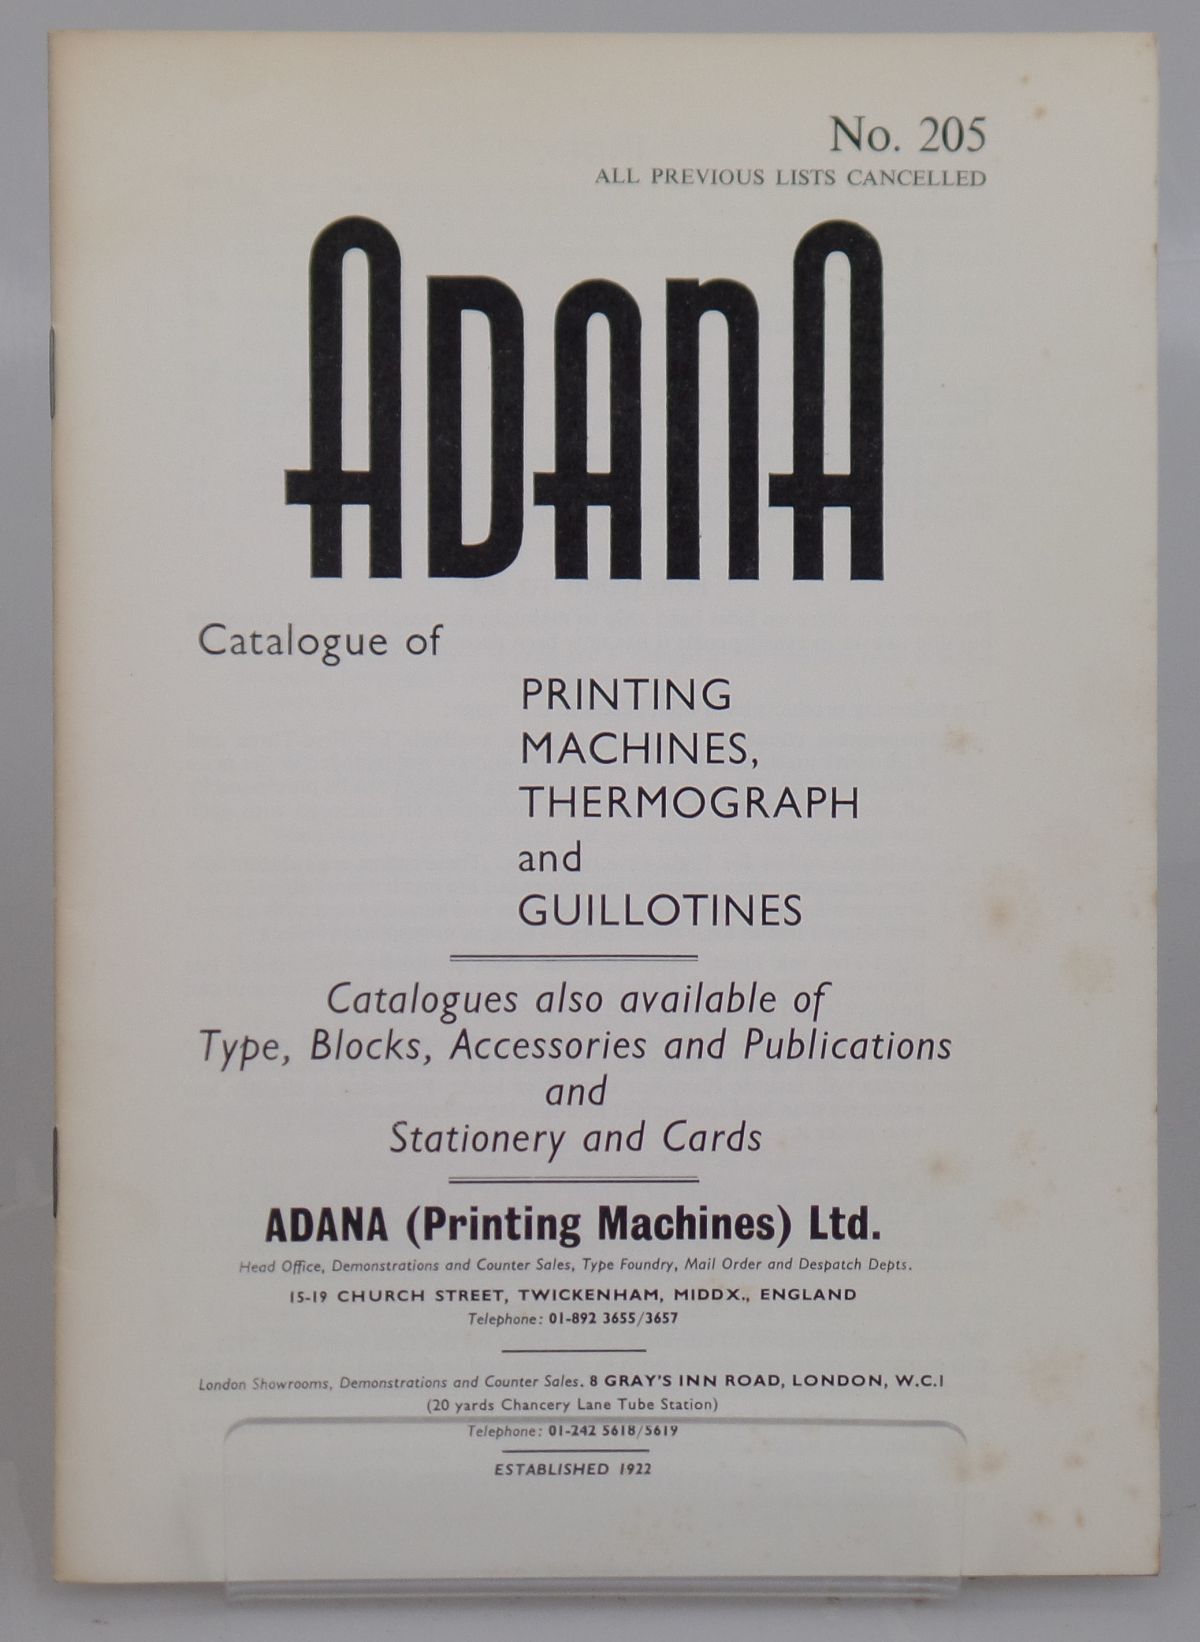 No. 205
ALL PREVIOUS LISTS CANCELLED
ADANA
Catalogue of
PRINTING
MACHINES,
THERMOGRAPH
and
GUILLOTINES
Catalogues also available of
Type, Blocks, Accessories and Publications
and
Stationery and Cards
ADANA (Printing Machines) Ltd.
Head Office, Demonstrations and Counter Sales, Type Foundry, Mail Order and Despatch Depts.
15-19 CHURCH STREET, TWICKENHAM, MIDDX., ENGLAND
Telephone: 01-892 3655/3657
London Showrooms, Demonstrations and Counter Sales. 8 GRAY'S INN ROAD, LONDON, W.C.1
(20 yards Chancery Lane Tube Station)
Telephone: 01-242 5618/5619
ESTABLISHED 1922